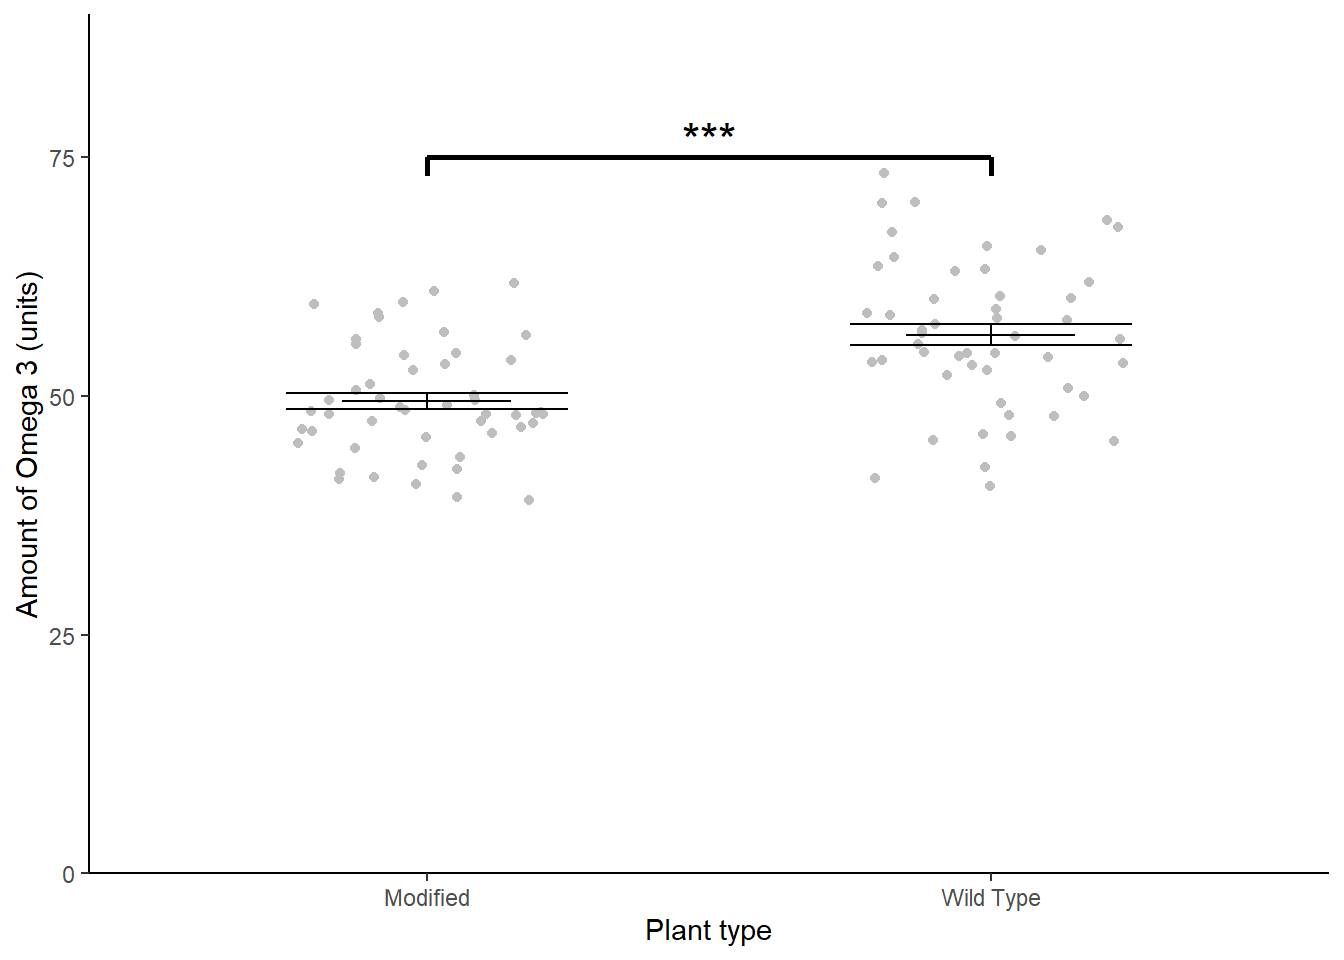 ***
75
50
25
0
Amount of Omega 3 (units)
Modified
Wild Type
Plant type